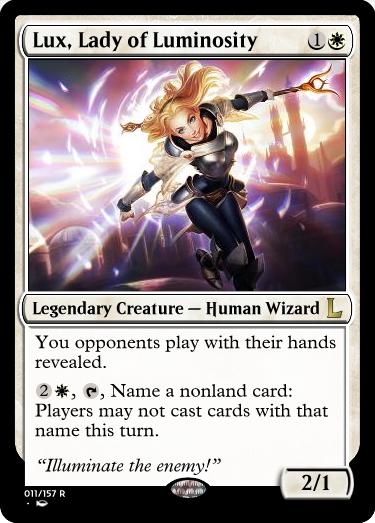 Lux, Lady of Luminosity 1
Legendary Creature — Human Wizard L
You opponents play with their hands
revealed.
2, , Name a nonland card:
Players may not cast cards with that
name this turn.
“Illuminate the enemy!”
2/1
011/157 R